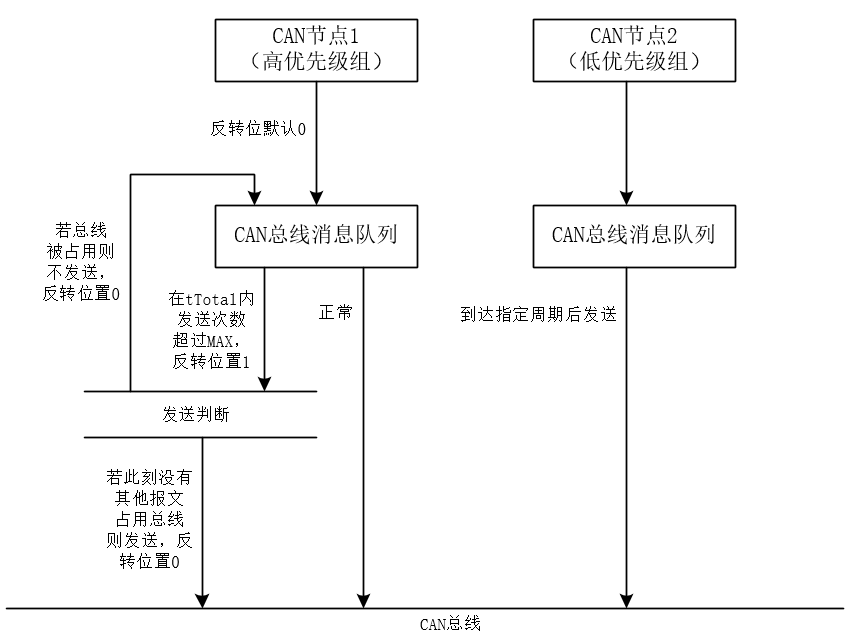 CAN节点1
（高优先级组）
CAN节点2
（低优先级组）
反转位默认0
CAN总线消息队列
CAN总线消息队列
若总线
被占用则
不发送，
反转位置0
在tTotal内
发送次数
超过MAX，
反转位置1
正常
到达指定周期后发送
发送判断
若此刻没有
其他报文
占用总线
则发送，反
转位置0
CAN总线